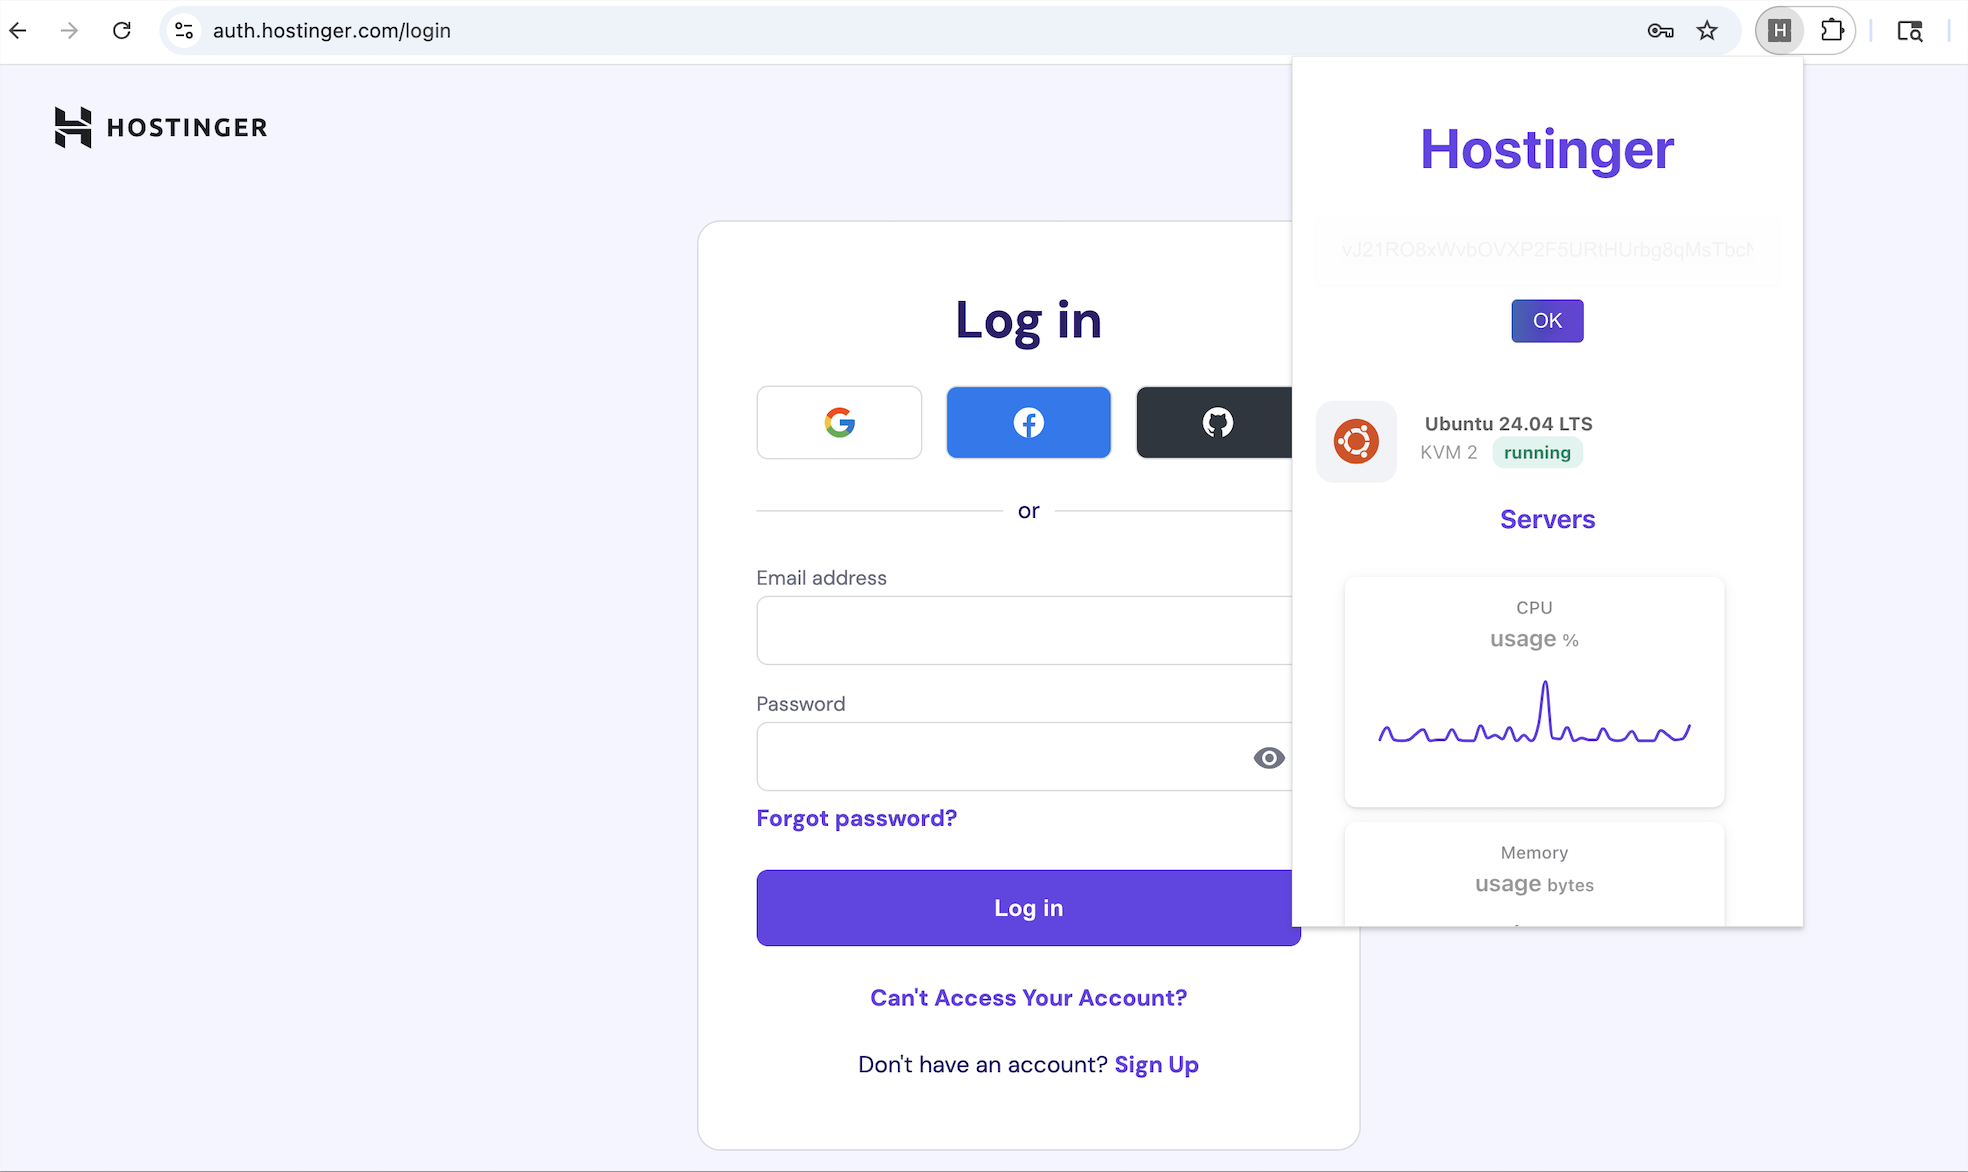 auth.hostinger.com/login
H
HOSTINGER
Log in
or
Email address
Password
Forgot password?
Log in
Can't Access Your Account?
Don't have an account? Sign Up
Hostinger
OK
Ubuntu 24.04 LTS
KVM 2 running
Servers
CPU
usage %
Memory
usage bytes